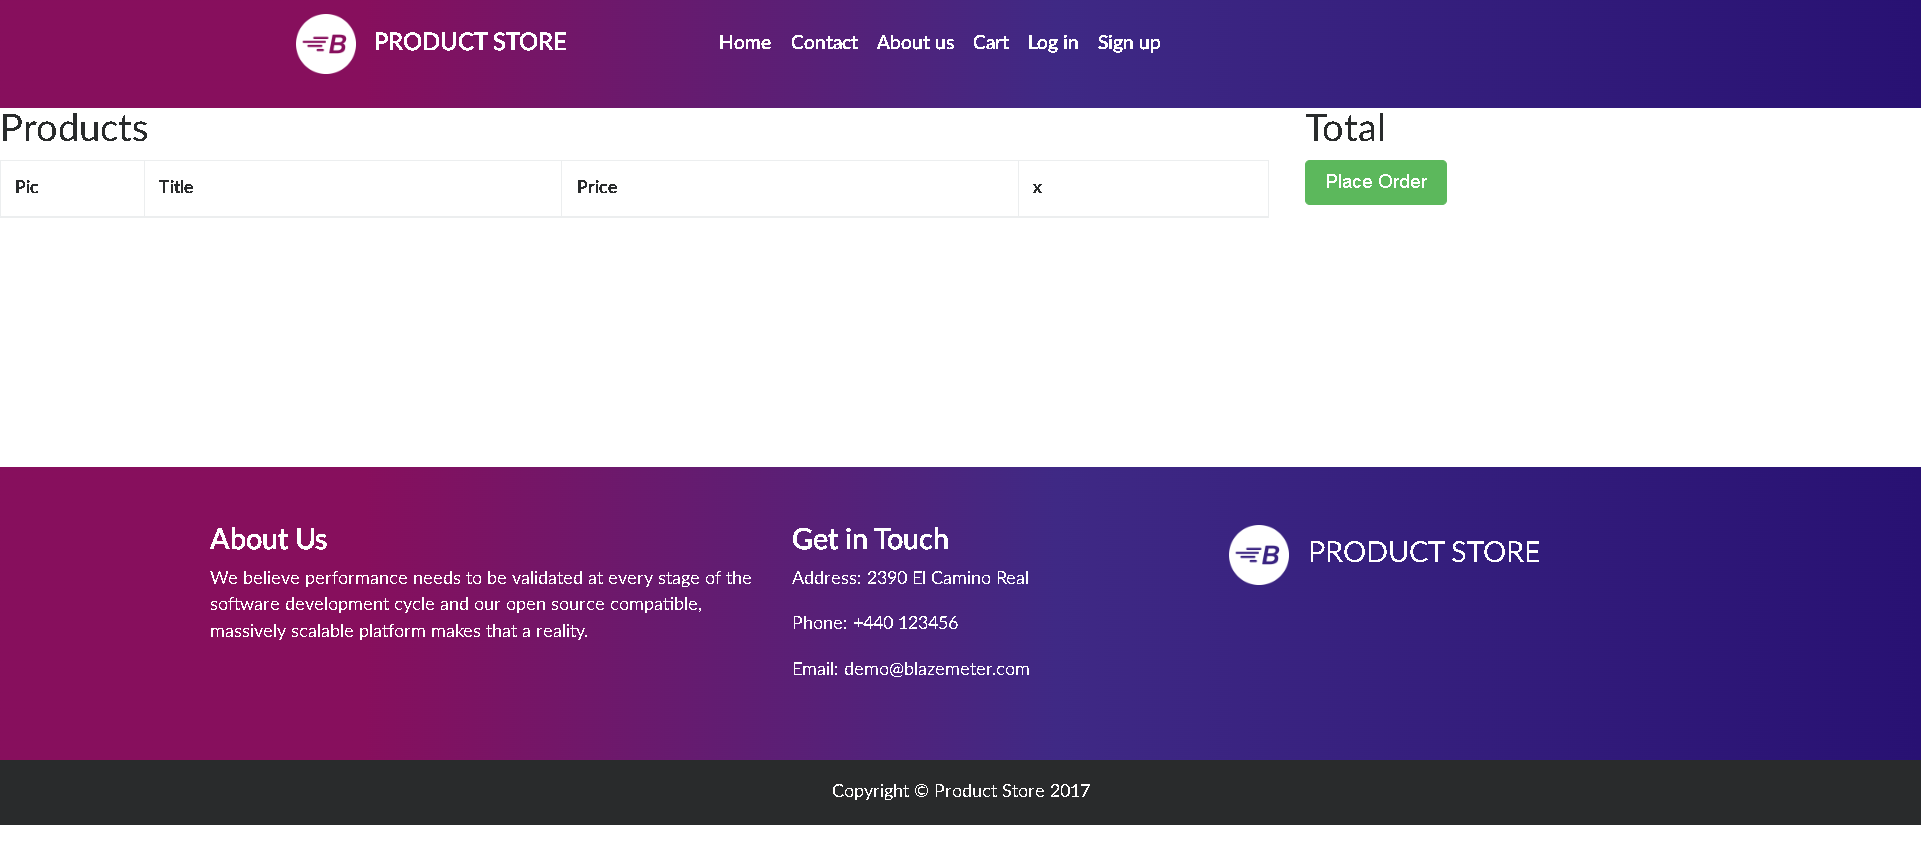 B PRODUCT STORE Home Contact About us Cart Log in Sign up
Products
Total
Pic Title Price x
Place Order
About Us
We believe performance needs to be validated at every stage of the
software development cycle and our open source compatible,
massively scalable platform makes that a reality.
Get in Touch
Address: 2390 El Camino Real
Phone: +440 123456
Email: demo@blazemeter.com
B PRODUCT STORE
Copyright © Product Store 2017